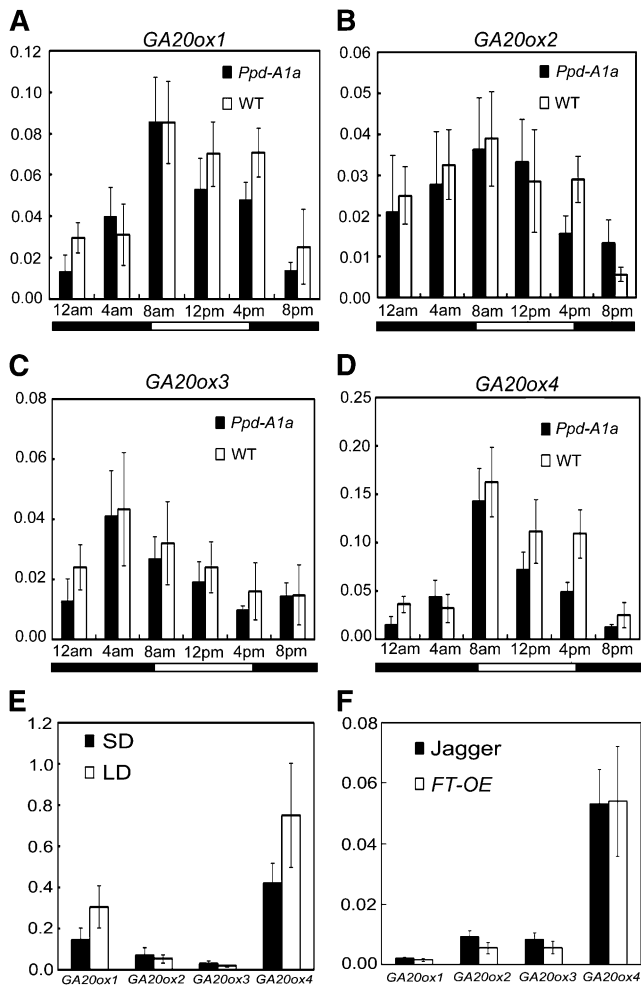 A
GA20ox1
0.12
0.10
0.08
0.06
0.04
0.02
0.00
Ppd-A1a
WT
12am 4am 8am 12pm 4pm 8pm
B
GA20ox2
0.06
0.05
0.04
0.03
0.02
0.01
0.00
Ppd-A1a
WT
12am 4am 8am 12pm 4pm 8pm
C
GA20ox3
0.08
0.04
0.02
0.00
Ppd-A1a
WT
12am 4am 8am 12pm 4pm 8pm
D
GA20ox4
0.25
0.20
0.15
0.10
0.05
0.00
Ppd-A1a
WT
12am 4am 8am 12pm 4pm 8pm
E
1.2
1.0
0.8
0.6
0.4
0.2
0.0
SD
LD
GA20ox1 GA20ox2 GA20ox3 GA20ox4
F
0.08
0.06
0.04
0.02
0.00
Jagger
FT-OE
GA20ox1 GA20ox2 GA20ox3 GA20ox4